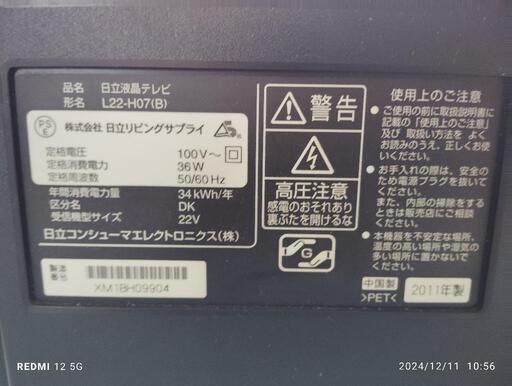 品名 日立液晶テレビ
形名 L22-H07(B)
PS
E
株式会社 日立リビングサプライ
定格電圧 100V～
定格消費電力 36W
定格周波数 50/60Hz
年間消費電力量 34kWh/年
区分名 DK
受信機型サイズ 22V
日立コンシューマエレクトロニクス(株)
製造
番号
XM1BH09904
警告
高圧注意
感電のおそれあり
裏ぶたを開けるな
G
使用上のご注意
○ご使用の前に取扱説明書に
記載の「使用上のご注意」
及び 取扱い方法を よく
お読みのうえ、正しくお使
いください。
○お手入れの際は、安全の
ため電源プラグを抜いて
ください。
また、内部の掃除をする
ときは販売店にご相談
ください。
○本機器を不安定な場所、
温度の高い場所や湿気の
多い場所に置かないで
ください。
中国製
>PET<
2011年製
REDMI 12 5G
2024/12/11 10:56